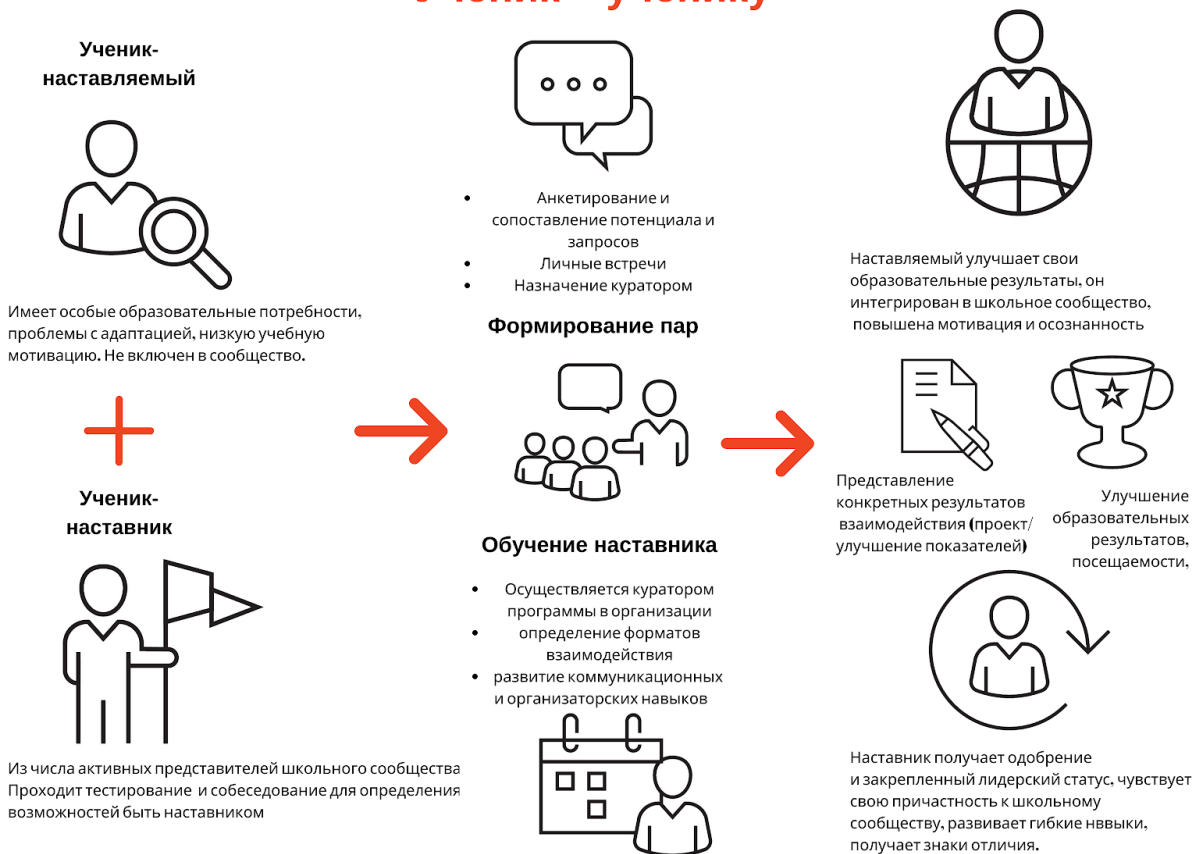 Ученик – ученику
Ученик-
наставляемый
Имеет особые образовательные потребности,
проблемы с адаптацией, низкую учебную
мотивацию. Не включен в сообщество.
Ученик-
наставник
Из числа активных представителей школьного сообщества
Проходит тестирование и собеседование для определения
возможностей быть наставником
• Анкетирование и
сопоставление потенциала и
запросов
• Личные встречи
• Назначение куратором
Формирование пар
Обучение наставника
• Осуществляется куратором
программы в организации
• определение форматов
взаимодействия
• развитие коммуникационных
и организаторских навыков
Наставляемый улучшает свои
образовательные результаты, он
интегрирован в школьное сообщество,
повышена мотивация и осознанность
Представление
конкретных результатов
взаимодействия (проект/
улучшение показателей)
Улучшение
образовательных
результатов,
посещаемости,
Наставник получает одобрение
и закрепленный лидерский статус, чувствует
свою причастность к школьному
сообществу, развивает гибкие нввыки,
получает знаки отличия.